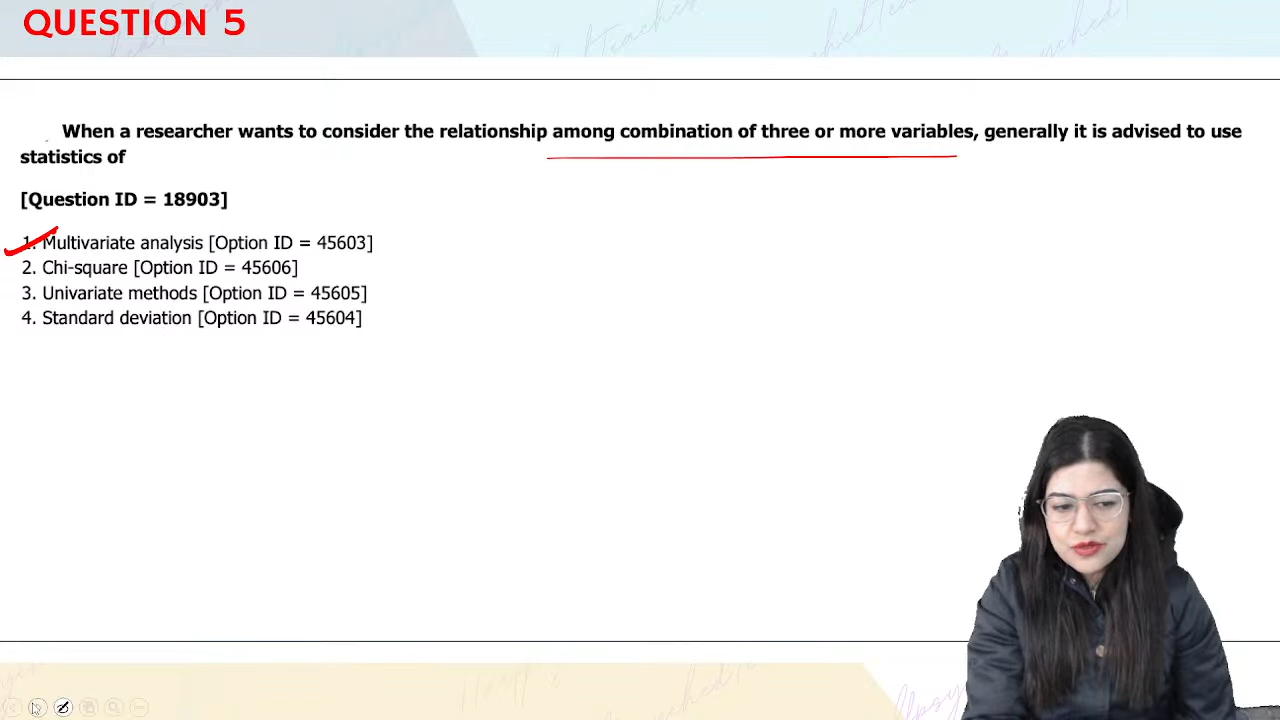 QUESTION 5
When a researcher wants to consider the relationship among combination of three or more variables, generally it is advised to use
statistics of
[Question ID = 18903]
1. Multivariate analysis [Option ID = 45603]
2. Chi-square [Option ID = 45606]
3. Univariate methods [Option ID = 45605]
4. Standard deviation [Option ID = 45604]